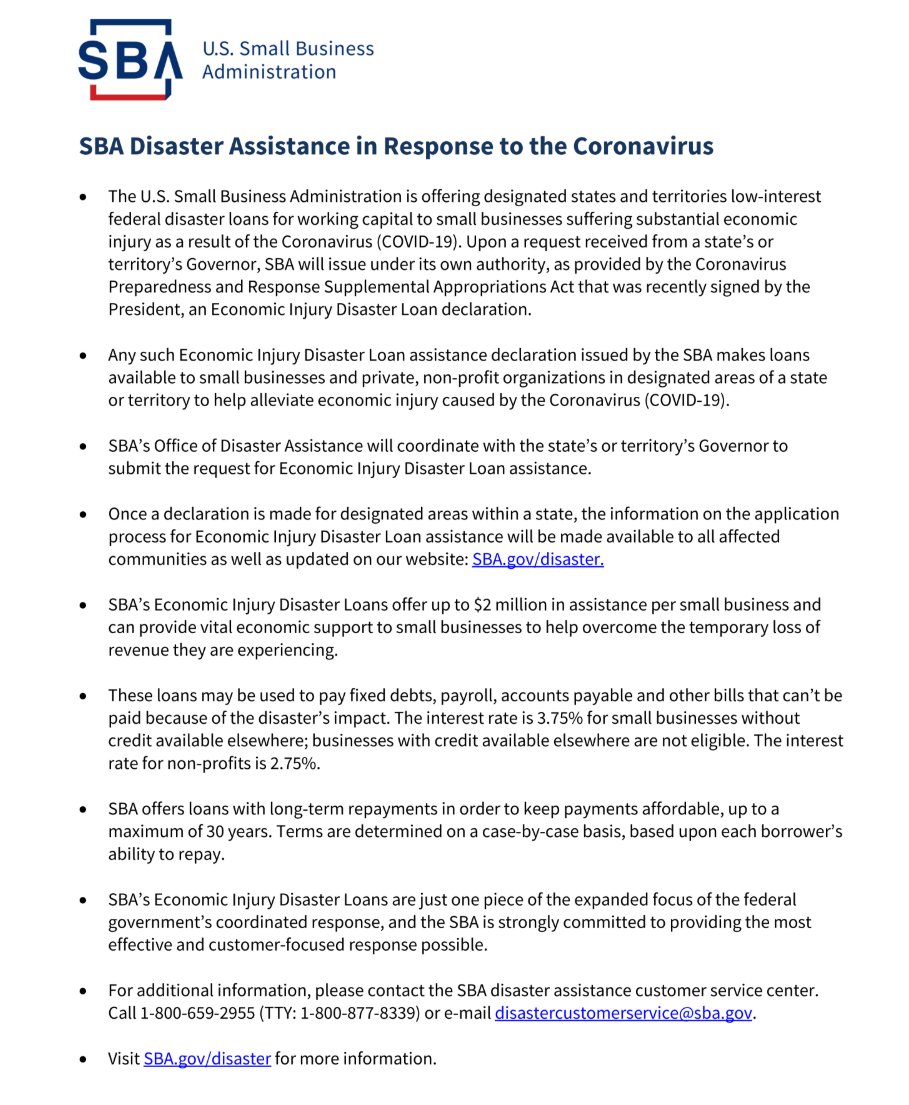 SBA U.S. Small Business
Administration
SBA Disaster Assistance in Response to the Coronavirus
• The U.S. Small Business Administration is offering designated states and territories low-interest
federal disaster loans for working capital to small businesses suffering substantial economic
injury as a result of the Coronavirus (COVID-19). Upon a request received from a state’s or
territory’s Governor, SBA will issue under its own authority, as provided by the Coronavirus
Preparedness and Response Supplemental Appropriations Act that was recently signed by the
President, an Economic Injury Disaster Loan declaration.
• Any such Economic Injury Disaster Loan assistance declaration issued by the SBA makes loans
available to small businesses and private, non-profit organizations in designated areas of a state
or territory to help alleviate economic injury caused by the Coronavirus (COVID-19).
• SBA’s Office of Disaster Assistance will coordinate with the state’s or territory’s Governor to
submit the request for Economic Injury Disaster Loan assistance.
• Once a declaration is made for designated areas within a state, the information on the application
process for Economic Injury Disaster Loan assistance will be made available to all affected
communities as well as updated on our website: SBA.gov/disaster.
• SBA’s Economic Injury Disaster Loans offer up to $2 million in assistance per small business and
can provide vital economic support to small businesses to help overcome the temporary loss of
revenue they are experiencing.
• These loans may be used to pay fixed debts, payroll, accounts payable and other bills that can’t be
paid because of the disaster’s impact. The interest rate is 3.75% for small businesses without
credit available elsewhere; businesses with credit available elsewhere are not eligible. The interest
rate for non-profits is 2.75%.
• SBA offers loans with long-term repayments in order to keep payments affordable, up to a
maximum of 30 years. Terms are determined on a case-by-case basis, based upon each borrower’s
ability to repay.
• SBA’s Economic Injury Disaster Loans are just one piece of the expanded focus of the federal
government’s coordinated response, and the SBA is strongly committed to providing the most
effective and customer-focused response possible.
• For additional information, please contact the SBA disaster assistance customer service center.
Call 1-800-659-2955 (TTY: 1-800-877-8339) or e-mail disastercustomerservice@sba.gov.
• Visit SBA.gov/disaster for more information.